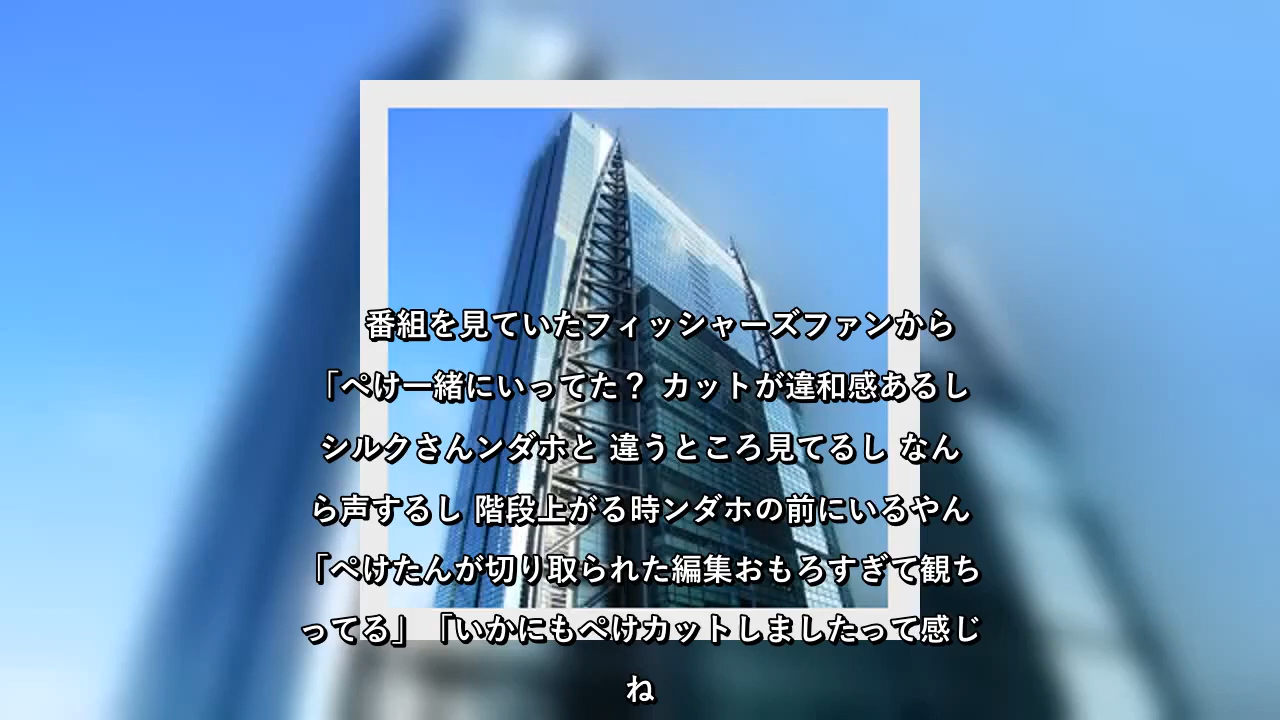 番組を見ていたフィッシャーズファンから
「ぺけ一緒にいってた？ カットが違和感あるし
シルクさんンダホと 違うところ見てるし なん
ら声するし 階段上がる時ンダホの前にいるやん
「ぺけたんが切り取られた編集おもろすぎて観ち
ってる」「いかにもぺけカットしましたって感じ
ね